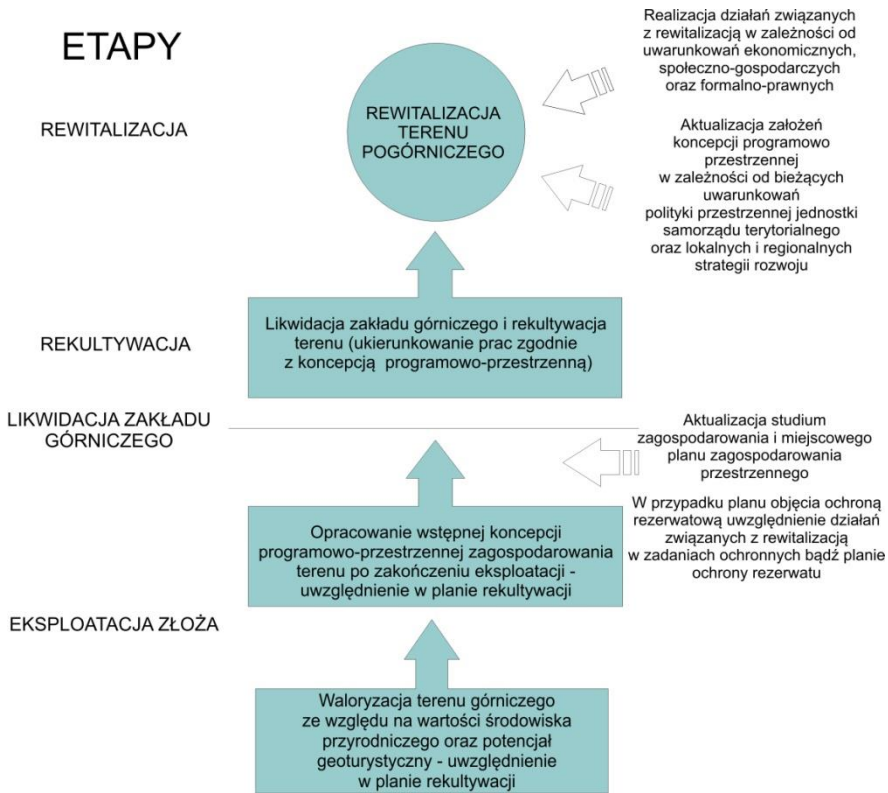 ETAPY
Realizacja działań związanych
z rewitalizacją w zależności od
uwarunkowań ekonomicznych,
społeczno-gospodarczych
oraz formalno-prawnych
REWITALIZACJA
REWITALIZACJA
TERENU
POGÓRNICZEGO
Aktualizacja założeń
koncepcji programowo
przestrzennej
w zależności od bieżących
uwarunkowań
polityki przestrzennej jednostki
samorządu terytorialnego
oraz lokalnych i regionalnych
strategii rozwoju
REKULTYWACJA
Likwidacja zakładu górniczego i rekultywacja
terenu (ukierunkowanie prac zgodnie
z koncepcją programowo-przestrzenną)
LIKWIDACJA ZAKŁADU
GÓRNICZEGO
Aktualizacja studium
zagospodarowania i miejscowego
planu zagospodarowania
przestrzennego
W przypadku planu objęcia ochroną
rezerwatową uwzględnienie działań
związanych z rewitalizacją
w zadaniach ochronnych bądź planie
ochrony rezerwatu
Opracowanie wstępnej koncepcji
programowo-przestrzennej zagospodarowania
terenu po zakończeniu eksploatacji -
uwzględnienie w planie rekultywacji
EKSPLOATACJA ZŁOŻA
Waloryzacja terenu górniczego
ze względu na wartości środowiska
przyrodniczego oraz potencjał
geoturystyczny - uwzględnienie
w planie rekultywacji